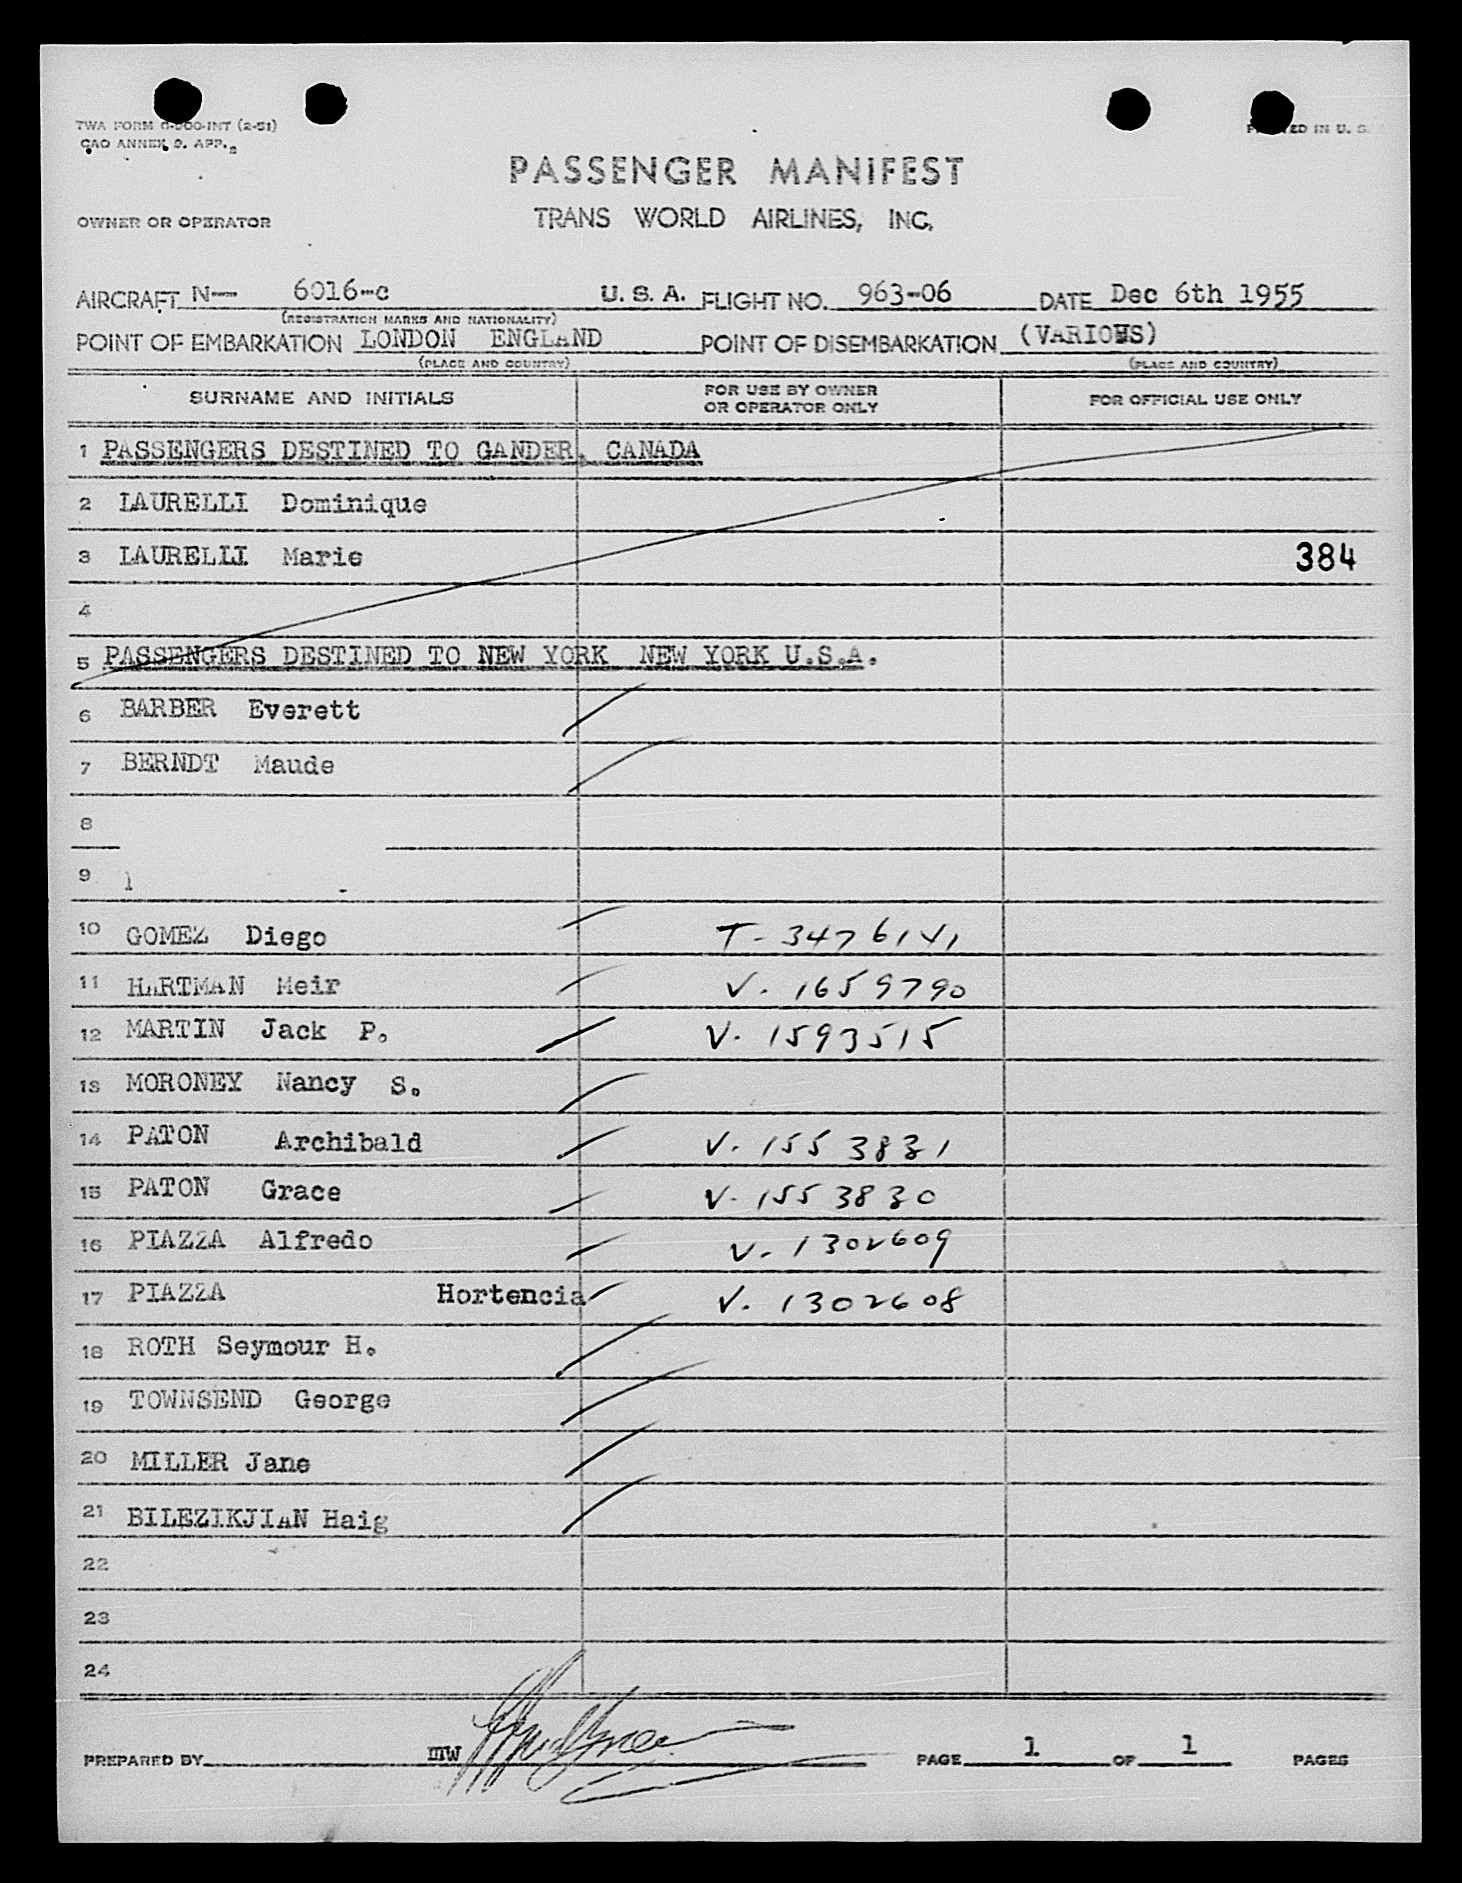 TWA FORM
CAO ANNEX 9. APP.
PRINTED IN U. S.
PASSENGER MANIFEST
OWNER OR OPERATOR TRANS WORLD AIRLINES, INC.
AIRCRAFT N- 6016-c U. S. A. FLIGHT NO. 963-06 DATE Dec 6th 1955
(REGISTRATION MARKS AND NATIONALITY)
POINT OF EMBARKATION LONDON ENGLAND POINT OF DISEMBARKATION (VARIOUS)
(PLACE AND COUNTRY) (PLACE AND COUNTRY)
SURNAME AND INITIALS FOR USE BY OWNER OR OPERATOR ONLY FOR OFFICIAL USE ONLY
1 PASSENGERS DESTINED TO GANDER, CANADA
2 LAURELLI Dominique
3 LAURELLI Marie 384
4
5 PASSENGERS DESTINED TO NEW YORK NEW YORK U.S.A.
6 BARBER Everett
7 BERNDT Maude
8
9
10 GOMEZ Diego T-3476141
11 HARTMAN Meir V. 1659790
12 MARTIN Jack P. V. 1593515
13 MORONEY Nancy S.
14 PATON Archibald V. 1553831
15 PATON Grace V. 1553830
16 PIAZZA Alfredo V. 1302609
17 PIAZZA Hortencia V. 1302608
18 ROTH Seymour H.
19 TOWNSEND George
20 MILLER Jane
21 BILEZIKJIAN Haig
22
23
24
PREPARED BY mw PAGE 1 OF 1 PAGES